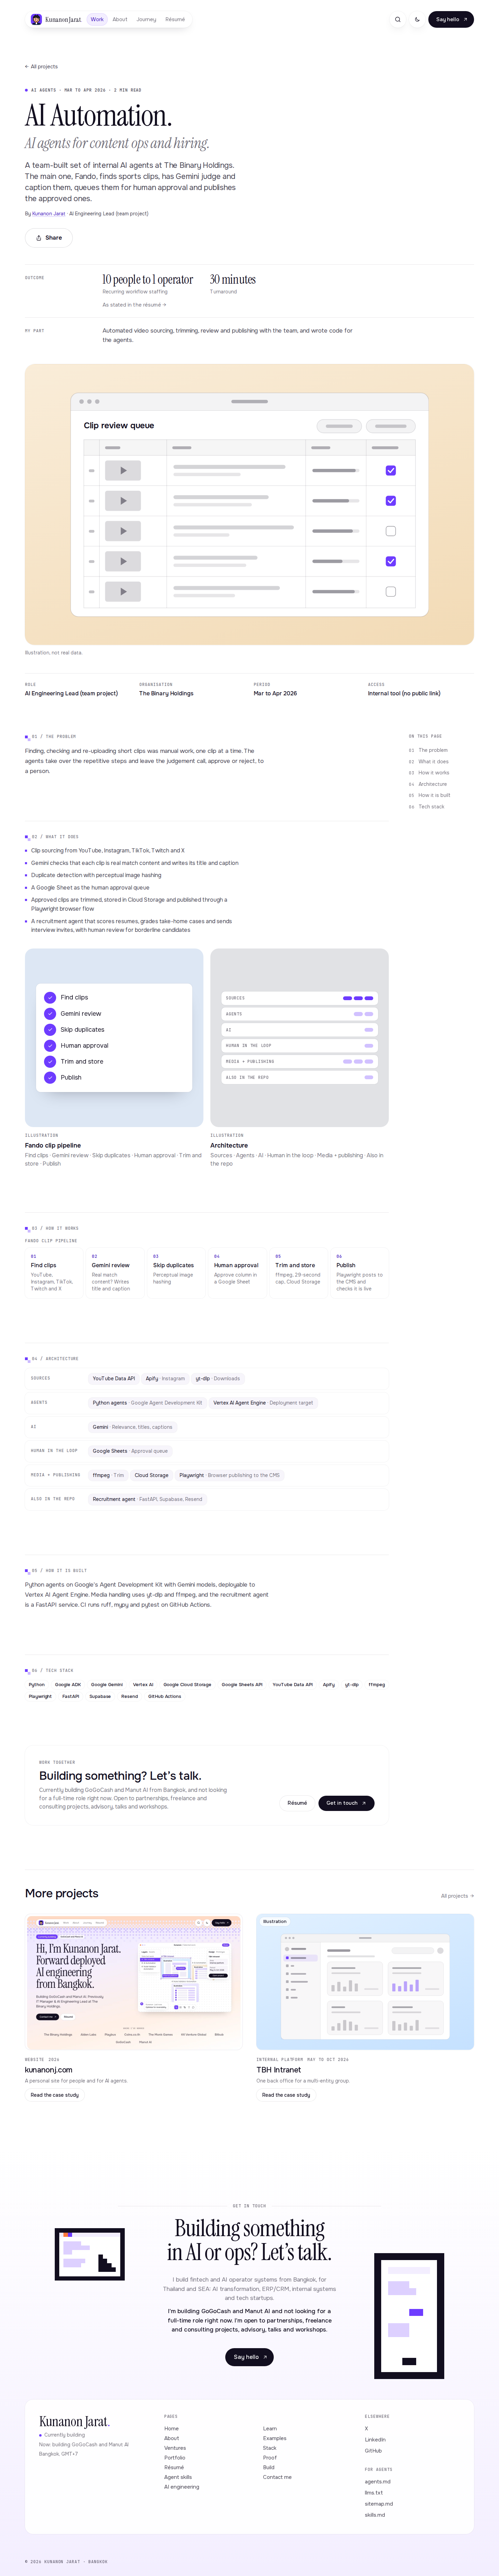 Kunanon Jarat
Work
About
Journey
Résumé
Say hello ↗
← All projects
AI AGENTS · MAR TO APR 2026 · 2 MIN READ
AI Automation.
AI agents for content ops and hiring.
A team-built set of internal AI agents at The Binary Holdings.
The main one, Fando, finds sports clips, has Gemini judge and
caption them, queues them for human approval and publishes
the approved ones.
By Kunanon Jarat · AI Engineering Lead (team project)
Share
OUTCOME
10 people to 1 operator
Recurring workflow staffing
30 minutes
Turnaround
As stated in the résumé →
MY PART
Automated video sourcing, trimming, review and publishing with the team, and wrote code for
the agents.
Clip review queue
Illustration, not real data.
ROLE
AI Engineering Lead (team project)
ORGANISATION
The Binary Holdings
PERIOD
Mar to Apr 2026
ACCESS
Internal tool (no public link)
01 / THE PROBLEM
Finding, checking and re-uploading short clips was manual work, one clip at a time. The
agents take over the repetitive steps and leave the judgement call, approve or reject, to
a person.
ON THIS PAGE
01 The problem
02 What it does
03 How it works
04 Architecture
05 How it is built
06 Tech stack
02 / WHAT IT DOES
Clip sourcing from YouTube, Instagram, TikTok, Twitch and X
Gemini checks that each clip is real match content and writes its title and caption
Duplicate detection with perceptual image hashing
A Google Sheet as the human approval queue
Approved clips are trimmed, stored in Cloud Storage and published through a
Playwright browser flow
A recruitment agent that scores resumes, grades take-home cases and sends
interview invites, with human review for borderline candidates
Find clips
Gemini review
Skip duplicates
Human approval
Trim and store
Publish
SOURCES
AGENTS
AI
HUMAN IN THE LOOP
MEDIA + PUBLISHING
ALSO IN THE REPO
ILLUSTRATION
Fando clip pipeline
Find clips · Gemini review · Skip duplicates · Human approval · Trim and
store · Publish
ILLUSTRATION
Architecture
Sources · Agents · AI · Human in the loop · Media + publishing · Also in
the repo
03 / HOW IT WORKS
FANDO CLIP PIPELINE
01
Find clips
YouTube,
Instagram, TikTok,
Twitch and X
02
Gemini review
Real match
content? Writes
title and caption
03
Skip duplicates
Perceptual image
hashing
04
Human approval
Approve column in
a Google Sheet
05
Trim and store
ffmpeg, 29-second
cap, Cloud Storage
06
Publish
Playwright posts to
the CMS and
checks it is live
04 / ARCHITECTURE
SOURCES
YouTube Data API
Apify · Instagram
yt-dlp · Downloads
AGENTS
Python agents · Google Agent Development Kit
Vertex AI Agent Engine · Deployment target
AI
Gemini · Relevance, titles, captions
HUMAN IN THE LOOP
Google Sheets · Approval queue
MEDIA + PUBLISHING
ffmpeg · Trim
Cloud Storage
Playwright · Browser publishing to the CMS
ALSO IN THE REPO
Recruitment agent · FastAPI, Supabase, Resend
05 / HOW IT IS BUILT
Python agents on Google's Agent Development Kit with Gemini models, deployable to
Vertex AI Agent Engine. Media handling uses yt-dlp and ffmpeg, and the recruitment agent
is a FastAPI service. CI runs ruff, mypy and pytest on GitHub Actions.
06 / TECH STACK
Python
Google ADK
Google Gemini
Vertex AI
Google Cloud Storage
Google Sheets API
YouTube Data API
Apify
yt-dlp
ffmpeg
Playwright
FastAPI
Supabase
Resend
GitHub Actions
WORK TOGETHER
Building something? Let's talk.
Currently building GoGoCash and Manut AI from Bangkok, and not looking
for a full-time role right now. Open to partnerships, freelance and
consulting projects, advisory, talks and workshops.
Résumé
Get in touch ↗
More projects
All projects →
Hi, I'm Kunanon Jarat.
Forward deployed
AI engineering
from Bangkok.
WEBSITE 2026
kunanonj.com
A personal site for people and for AI agents.
Read the case study
Illustration
INTERNAL PLATFORM MAY TO OCT 2026
TBH Intranet
One back office for a multi-entity group.
Read the case study
GET IN TOUCH
Building something
in AI or ops? Let's talk.
I build fintech and AI operator systems from Bangkok, for
Thailand and SEA: AI transformation, ERP/CRM, internal systems
and tech startups.
I'm building GoGoCash and Manut AI and not looking for a
full-time role right now. I'm open to partnerships, freelance
and consulting projects, advisory, talks and workshops.
Say hello ↗
Kunanon Jarat.
Currently building
Now: building GoGoCash and Manut AI
Bangkok, GMT+7
PAGES
Home
About
Ventures
Portfolio
Résumé
Agent skills
AI engineering
Learn
Examples
Stack
Proof
Build
Contact me
ELSEWHERE
X
LinkedIn
GitHub
FOR AGENTS
agents.md
llms.txt
sitemap.md
skills.md
© 2026 KUNANON JARAT · BANGKOK